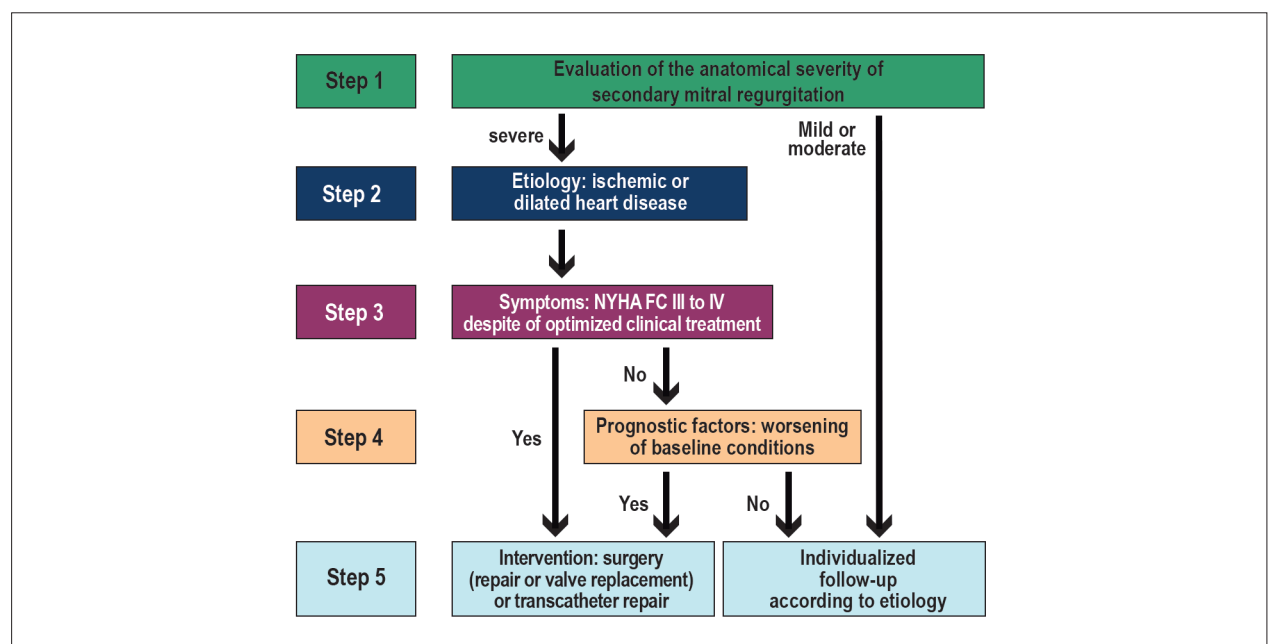 Step 1
Evaluation of the anatomical severity of
secondary mitral regurgitation
severe
Mild or
moderate
Step 2
Etiology: ischemic or
dilated heart disease
Step 3
Symptoms: NYHA FC III to IV
despite of optimized clinical treatment
No
Step 4
Prognostic factors: worsening
of baseline conditions
Yes
Yes
No
Step 5
Intervention: surgery
(repair or valve replacement)
or transcatheter repair
Individualized
follow-up
according to etiology